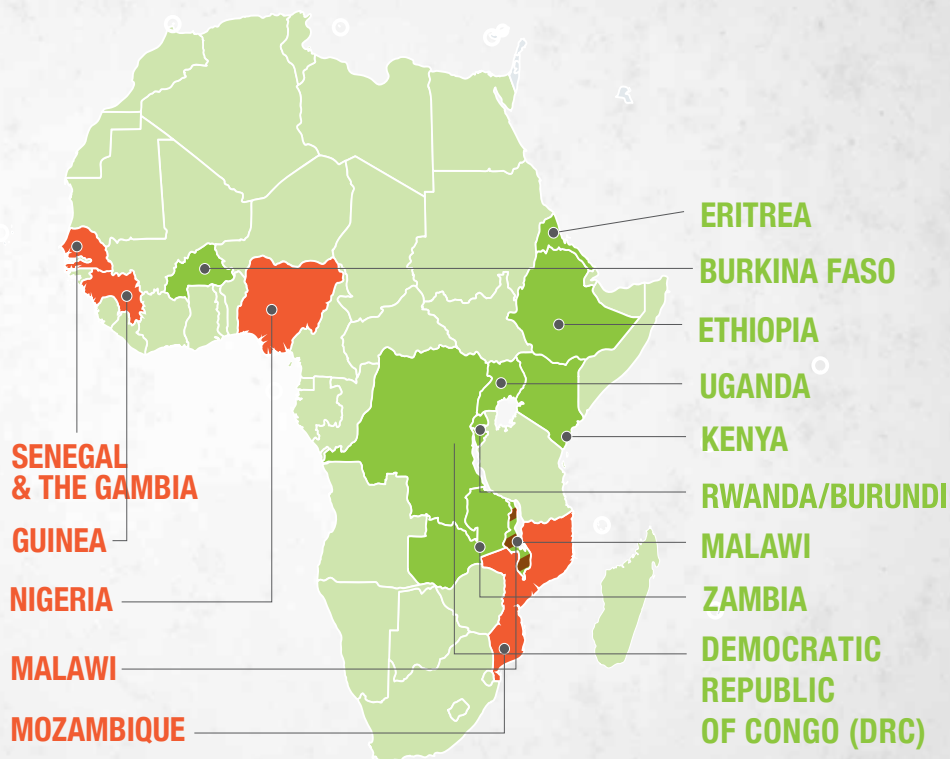 ERITREA
BURKINA FASO
ETHIOPIA
UGANDA
KENYA
RWANDA/BURUNDI
MALAWI
ZAMBIA
DEMOCRATIC
REPUBLIC
OF CONGO (DRC)
SENEGAL
& THE GAMBIA
GUINEA
NIGERIA
MALAWI
MOZAMBIQUE